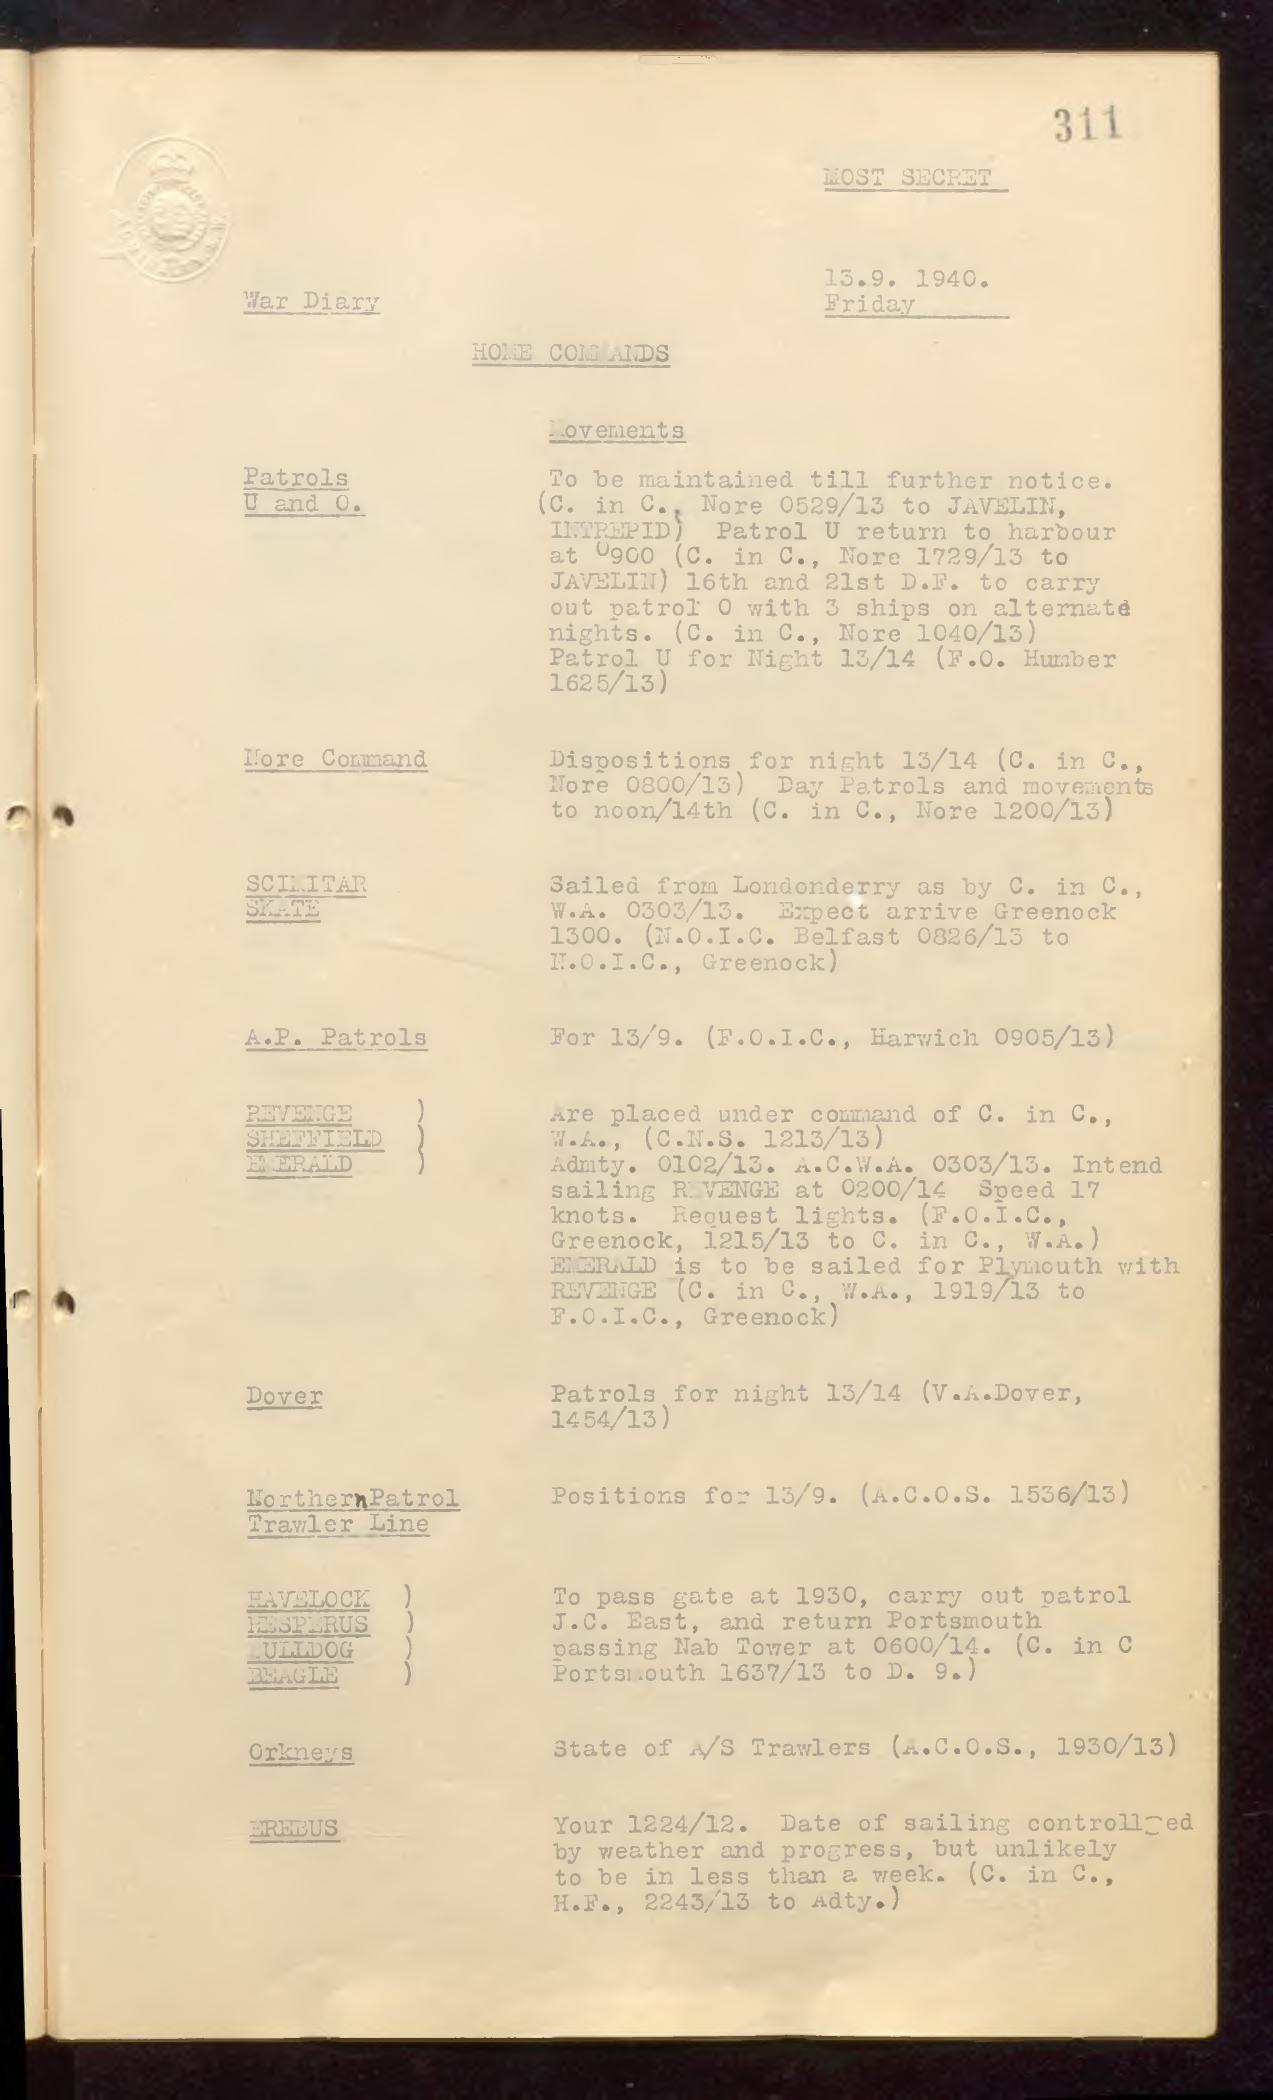 311
MOST SECRET
13.9. 1940.
War Diary
Friday
HOME COMMANDS
Movements
Patrols
U and O.
To be maintained till further notice.
(C. in C., Nore 0529/13 to JAVELIN,
INTREPID) Patrol U return to harbour
at 0900 (C. in C., Nore 1729/13 to
JAVELIN) 16th and 21st D.F. to carry
out patrol O with 3 ships on alternate
nights. (C. in C., Nore 1040/13)
Patrol U for Night 13/14 (F.O. Humber
1625/13)
Nore Command
Dispositions for night 13/14 (C. in C.,
Nore 0800/13) Day Patrols and movements
to noon/14th (C. in C., Nore 1200/13)
SCIMITAR
SKATE
Sailed from Londonderry as by C. in C.,
W.A. 0303/13. Expect arrive Greenock
1300. (N.O.I.C. Belfast 0826/13 to
N.O.I.C., Greenock)
A.P. Patrols
For 13/9. (F.O.I.C., Harwich 0905/13)
REVENGE )
SHEFFIELD )
EMERALD )
Are placed under command of C. in C.,
W.A., (C.N.S. 1213/13)
Admty. 0102/13. A.C.W.A. 0303/13. Intend
sailing REVENGE at 0200/14 Speed 17
knots. Request lights. (F.O.I.C.,
Greenock, 1215/13 to C. in C., W.A.)
EMERALD is to be sailed for Plymouth with
REVENGE (C. in C., W.A., 1919/13 to
F.O.I.C., Greenock)
Dover
Patrols for night 13/14 (V.A.Dover,
1454/13)
NorthernPatrol
Trawler Line
Positions for 13/9. (A.C.O.S. 1536/13)
HAVELOCK )
HESPERUS )
BULLDOG )
BEAGLE )
To pass gate at 1930, carry out patrol
J.C. East, and return Portsmouth
passing Nab Tower at 0600/14. (C. in C
Portsmouth 1637/13 to D. 9.)
Orkneys
State of A/S Trawlers (A.C.O.S., 1930/13)
EREBUS
Your 1224/12. Date of sailing controlled
by weather and progress, but unlikely
to be in less than a week. (C. in C.,
H.F., 2243/13 to Adty.)